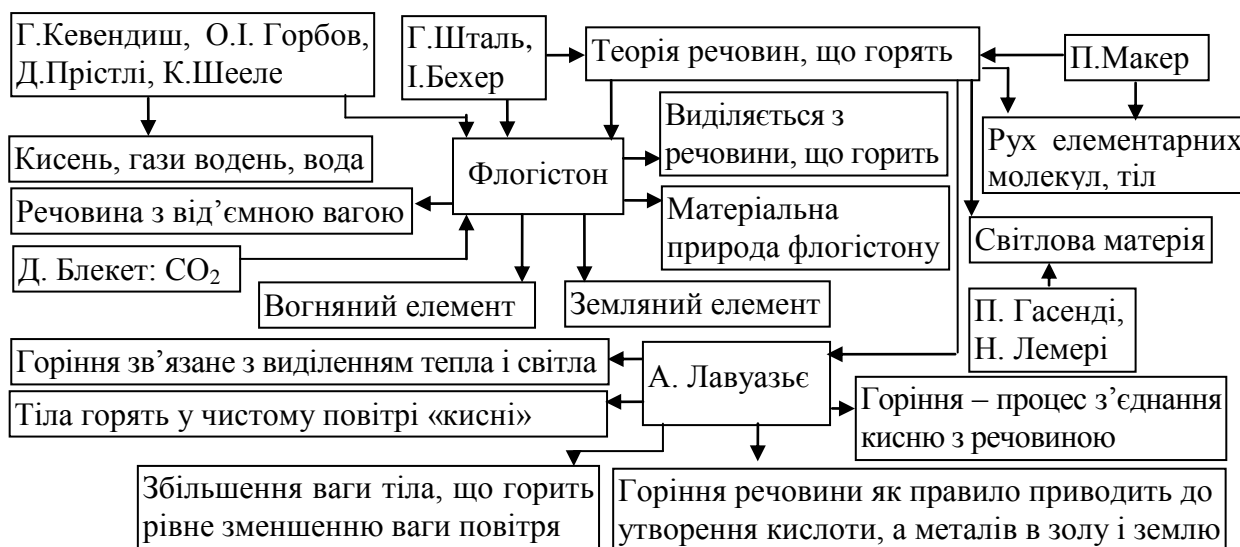 Г.Кевендиш, О.І. Горбов,
Д.Прістлі, К.Шееле
Г.Шталь,
І.Бехер
Теорія речовин, що горять
П.Макер
Кисень, гази водень, вода
Флогістон
Виділяється з
речовини, що горить
Рух елементарних
молекул, тіл
Речовина з від’ємною вагою
Матеріальна
природа флогістону
Світлова матерія
Д. Блекет: CO₂
Вогняний елемент
Земляний елемент
П. Гасенді,
Н. Лемері
Горіння зв’язане з виділенням тепла і світла
А. Лавуазьє
Тіла горять у чистому повітрі «кисні»
Горіння – процес з’єднання
кисню з речовиною
Збільшення ваги тіла, що горить
рівне зменшенню ваги повітря
Горіння речовини як правило приводить до
утворення кислоти, а металів в золу і землю